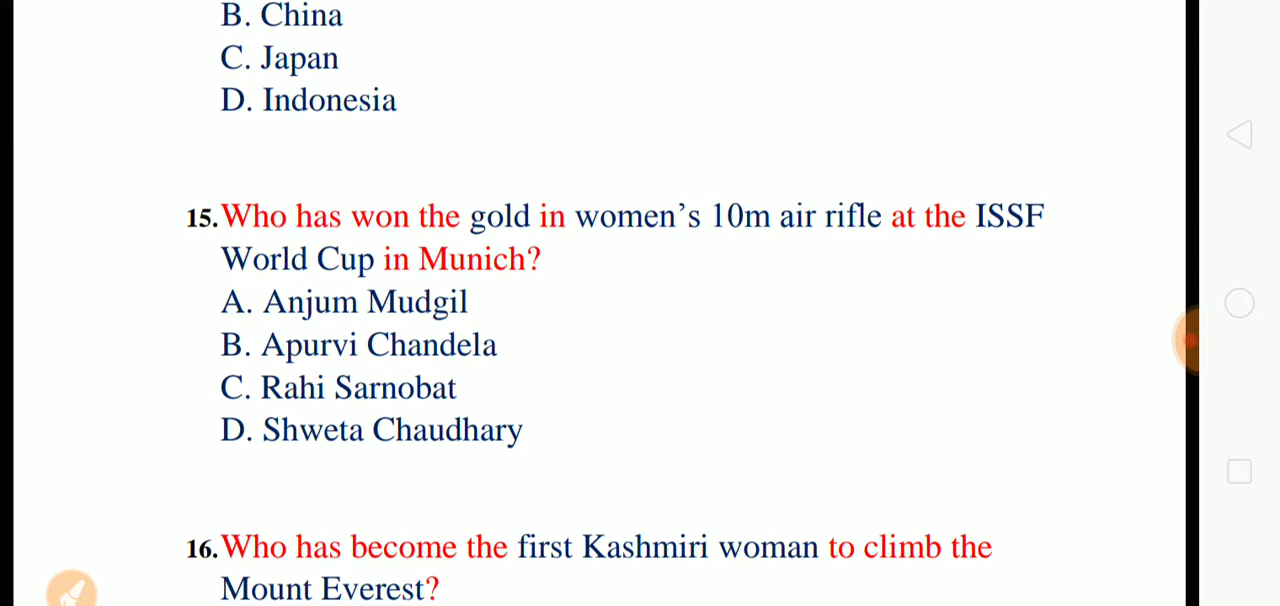 B. China
C. Japan
D. Indonesia
15. Who has won the gold in women’s 10m air rifle at the ISSF
World Cup in Munich?
A. Anjum Mudgil
B. Apurvi Chandela
C. Rahi Sarnobat
D. Shweta Chaudhary
16. Who has become the first Kashmiri woman to climb the
Mount Everest?